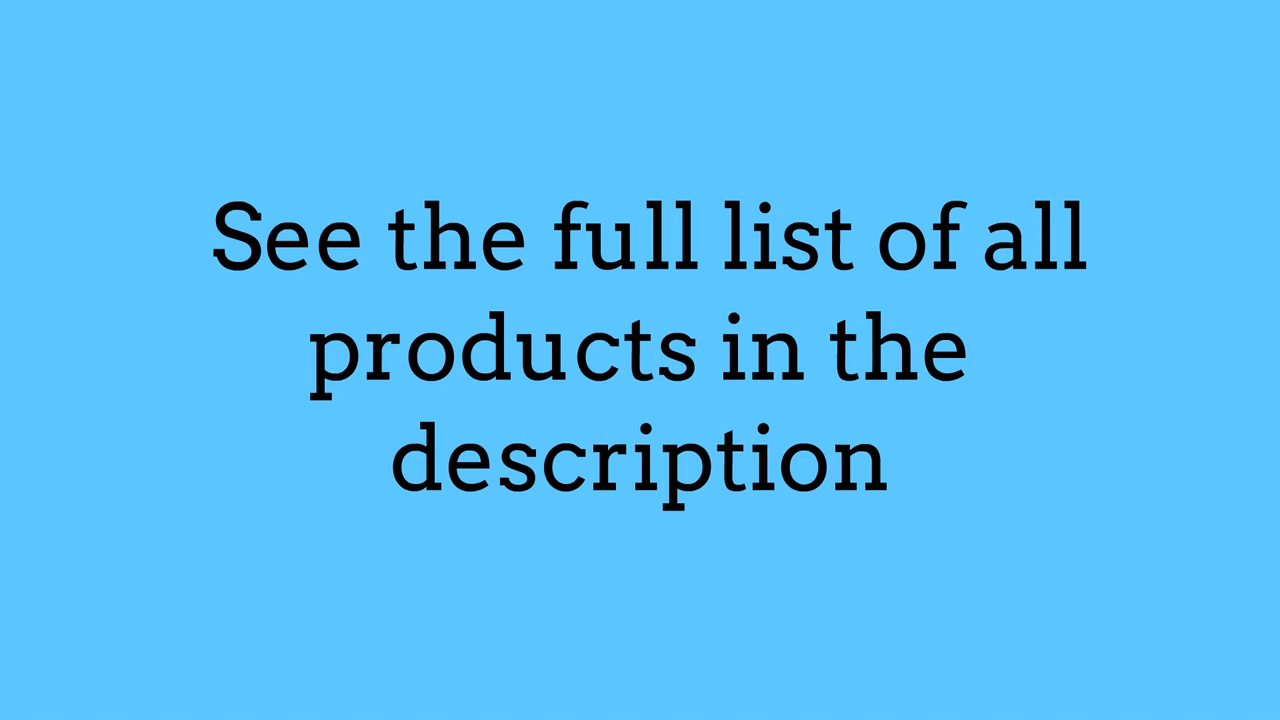 See the full list of all
products in the
description